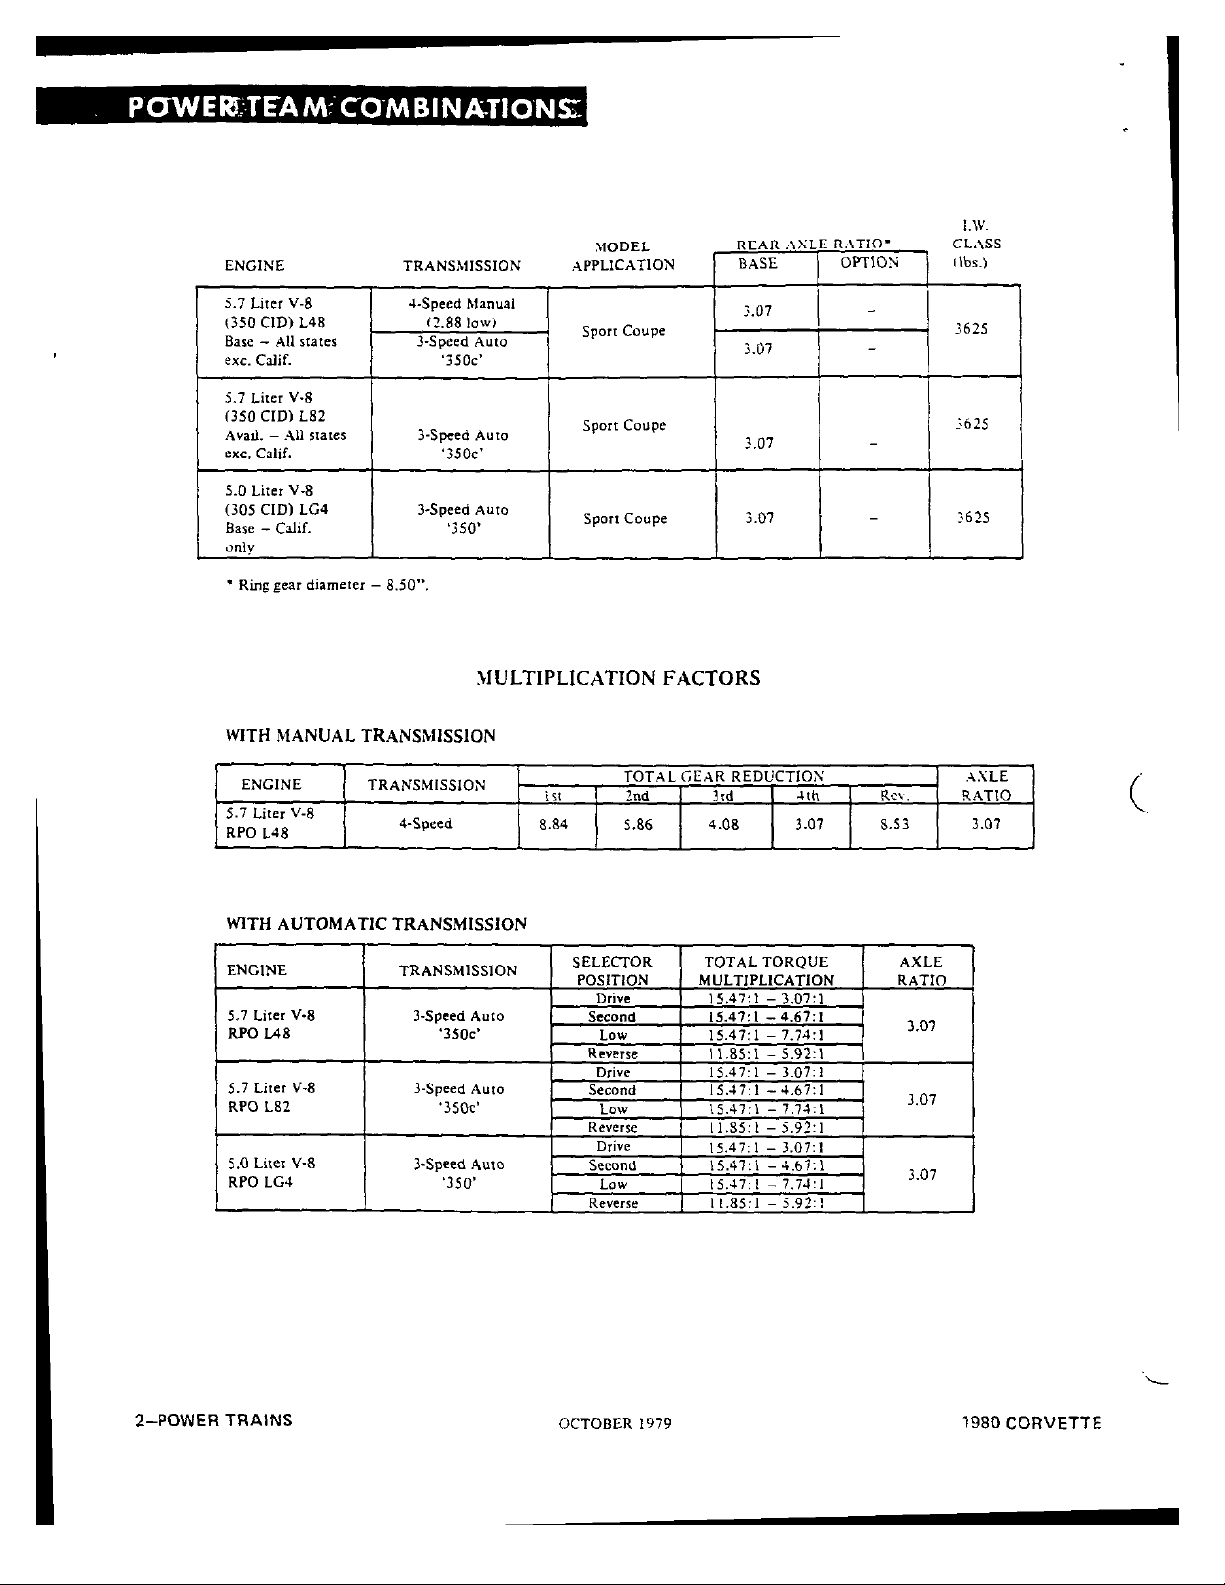 POWER TEAM COMBINATIONS
I.W.
MODEL REAR AXLE RATIO* CLASS
ENGINE TRANSMISSION APPLICATION BASE OPTION (lbs.)
5.7 Liter V-8 4-Speed Manual
(350 CID) L48 (2.88 low) Sport Coupe 3.07 – 3625
Base – All states 3-Speed Auto
exc. Calif. '350c' 3.07 –
5.7 Liter V-8
(350 CID) L82 Sport Coupe 3625
Avail. – All states 3-Speed Auto
exc. Calif. '350c' 3.07 –
5.0 Liter V-8
(305 CID) LG4 3-Speed Auto Sport Coupe 3.07 – 3625
Base – Calif. '350'
only
* Ring gear diameter – 8.50".
MULTIPLICATION FACTORS
WITH MANUAL TRANSMISSION
ENGINE TRANSMISSION TOTAL GEAR REDUCTION AXLE
1st 2nd 3rd 4th Rev. RATIO
5.7 Liter V-8
RPO L48 4-Speed 8.84 5.86 4.08 3.07 8.53 3.07
WITH AUTOMATIC TRANSMISSION
ENGINE TRANSMISSION SELECTOR TOTAL TORQUE AXLE
POSITION MULTIPLICATION RATIO
Drive 15.47:1 – 3.07:1
5.7 Liter V-8 3-Speed Auto Second 15.47:1 – 4.67:1
RPO L48 '350c' Low 15.47:1 – 7.74:1 3.07
Reverse 11.85:1 – 5.92:1
Drive 15.47:1 – 3.07:1
5.7 Liter V-8 3-Speed Auto Second 15.47:1 – 4.67:1
RPO L82 '350c' Low 15.47:1 – 7.74:1 3.07
Reverse 11.85:1 – 5.92:1
Drive 15.47:1 – 3.07:1
5.0 Liter V-8 3-Speed Auto Second 15.47:1 – 4.67:1
RPO LG4 '350' Low 15.47:1 – 7.74:1 3.07
Reverse 11.85:1 – 5.92:1
2–POWER TRAINS OCTOBER 1979 1980 CORVETTE